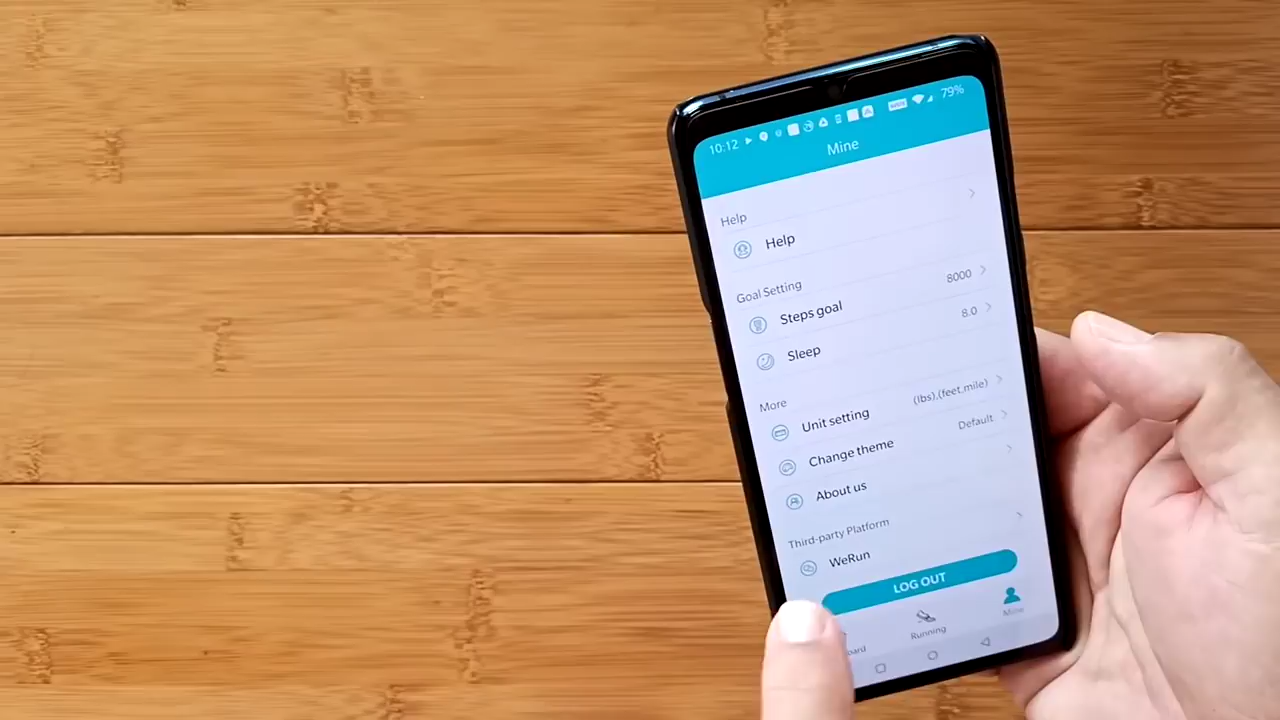 10:12 79%
Mine
Help
Help
Goal Setting
Steps goal 8000
Sleep 8.0
More
Unit setting (lbs),(feet,mile)
Change theme Default
About us
Third-party Platform
WeRun
LOG OUT
Running Mine